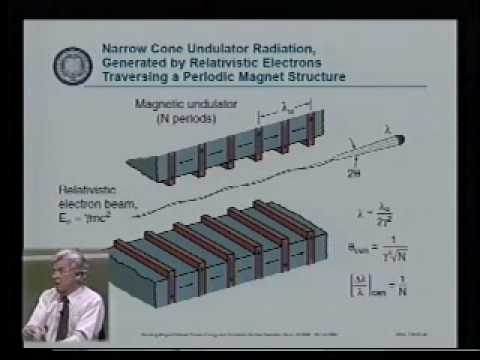 Narrow Cone Undulator Radiation,
Generated by Relativistic Electrons
Traversing a Periodic Magnet Structure
Magnetic undulator
(N periods)
λu
λ
2θ
Relativistic
electron beam,
Ee = γmc²
λ ≈ λu / 2γ²
θcen ≈ 1 / γ*√N
[Δλ/λ]cen = 1/N